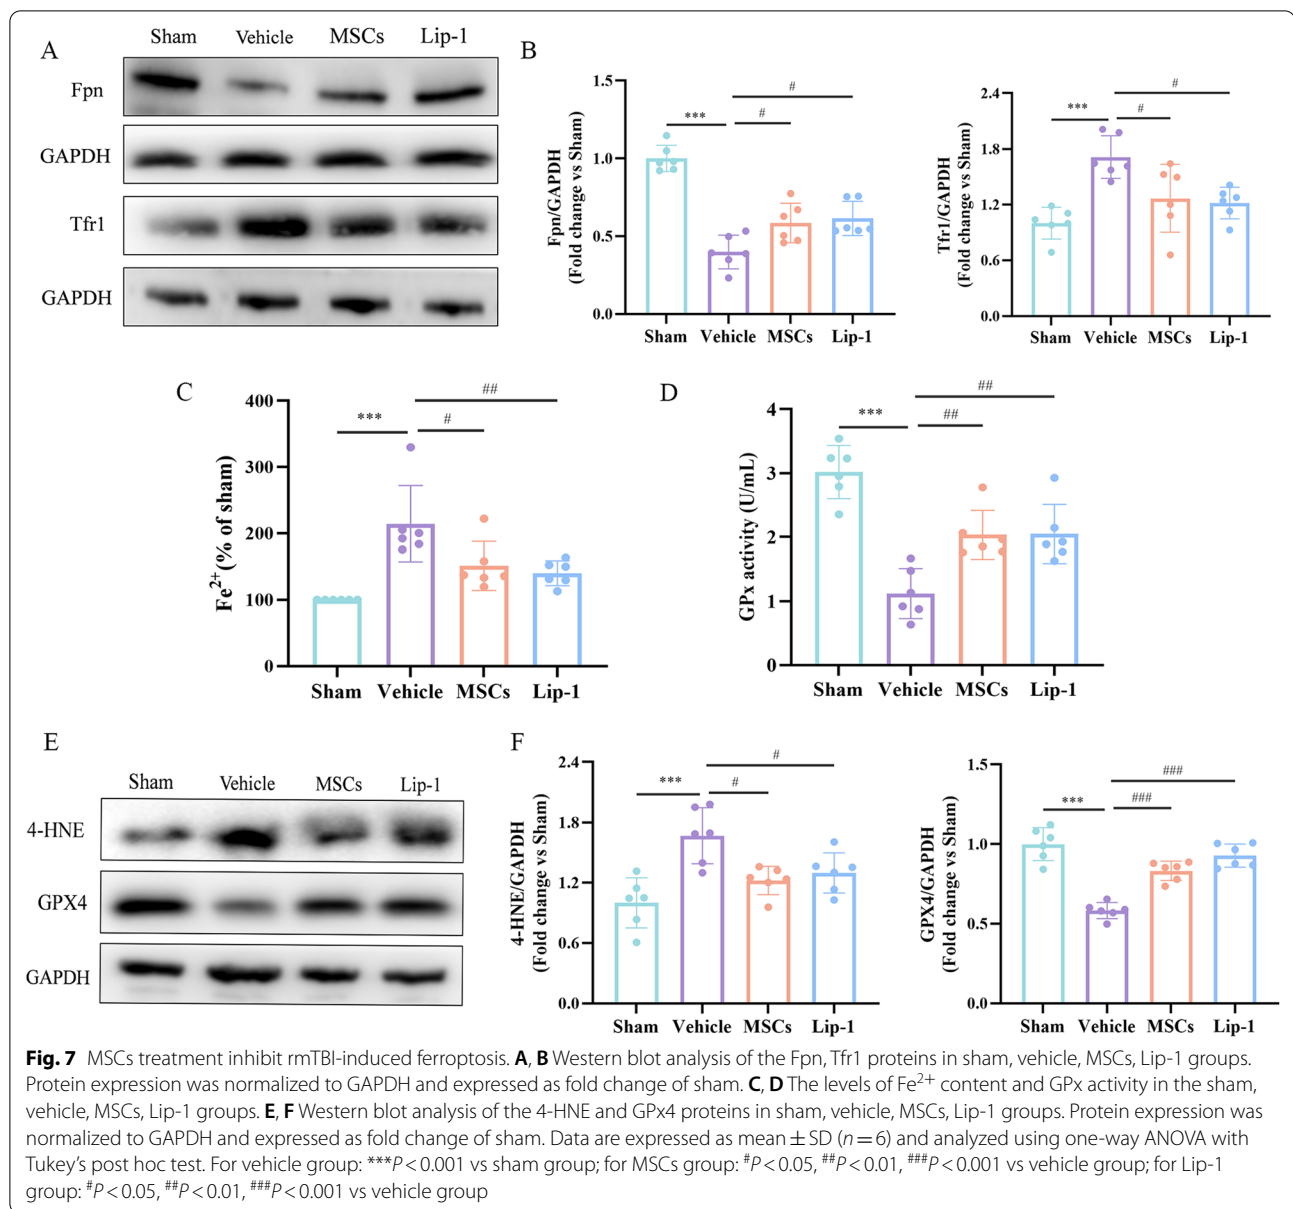 A
Sham Vehicle MSCs Lip-1
Fpn
GAPDH
Tfr1
GAPDH
B
Fpn/GAPDH
(Fold change vs Sham)
1.5
1.0
0.5
0.0
***
#
#
Sham Vehicle MSCs Lip-1
Tfr1/GAPDH
(Fold change vs Sham)
2.4
1.8
1.2
0.6
0.0
***
#
#
Sham Vehicle MSCs Lip-1
C
Fe2+ (% of sham)
400
300
200
100
0
***
#
##
Sham Vehicle MSCs Lip-1
D
GPx activity (U/mL)
4
3
2
1
0
***
##
##
Sham Vehicle MSCs Lip-1
E
Sham Vehicle MSCs Lip-1
4-HNE
GPX4
GAPDH
F
4-HNE/GAPDH
(Fold change vs Sham)
2.4
1.8
1.2
0.6
0.0
***
#
#
Sham Vehicle MSCs Lip-1
GPX4/GAPDH
(Fold change vs Sham)
1.5
1.0
0.5
0.0
***
###
###
Sham Vehicle MSCs Lip-1
Fig. 7 MSCs treatment inhibit rmTBI-induced ferroptosis. A, B Western blot analysis of the Fpn, Tfr1 proteins in sham, vehicle, MSCs, Lip-1 groups.
Protein expression was normalized to GAPDH and expressed as fold change of sham. C, D The levels of Fe2+ content and GPx activity in the sham,
vehicle, MSCs, Lip-1 groups. E, F Western blot analysis of the 4-HNE and GPx4 proteins in sham, vehicle, MSCs, Lip-1 groups. Protein expression was
normalized to GAPDH and expressed as fold change of sham. Data are expressed as mean ± SD (n = 6) and analyzed using one-way ANOVA with
Tukey's post hoc test. For vehicle group: ***P < 0.001 vs sham group; for MSCs group: #P < 0.05, ##P < 0.01, ###P < 0.001 vs vehicle group; for Lip-1
group: #P < 0.05, ##P < 0.01, ###P < 0.001 vs vehicle group